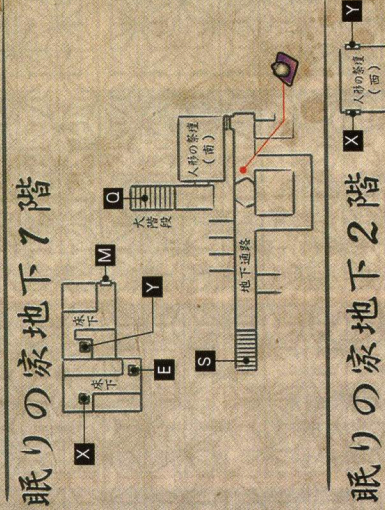 眠りの家地下1階
X
床下
Y
床下
M
E
Q
大階段
人形の祭壇
(南)
S
地下通路
眠りの家地下2階
X
人形の祭壇
(西)
Y